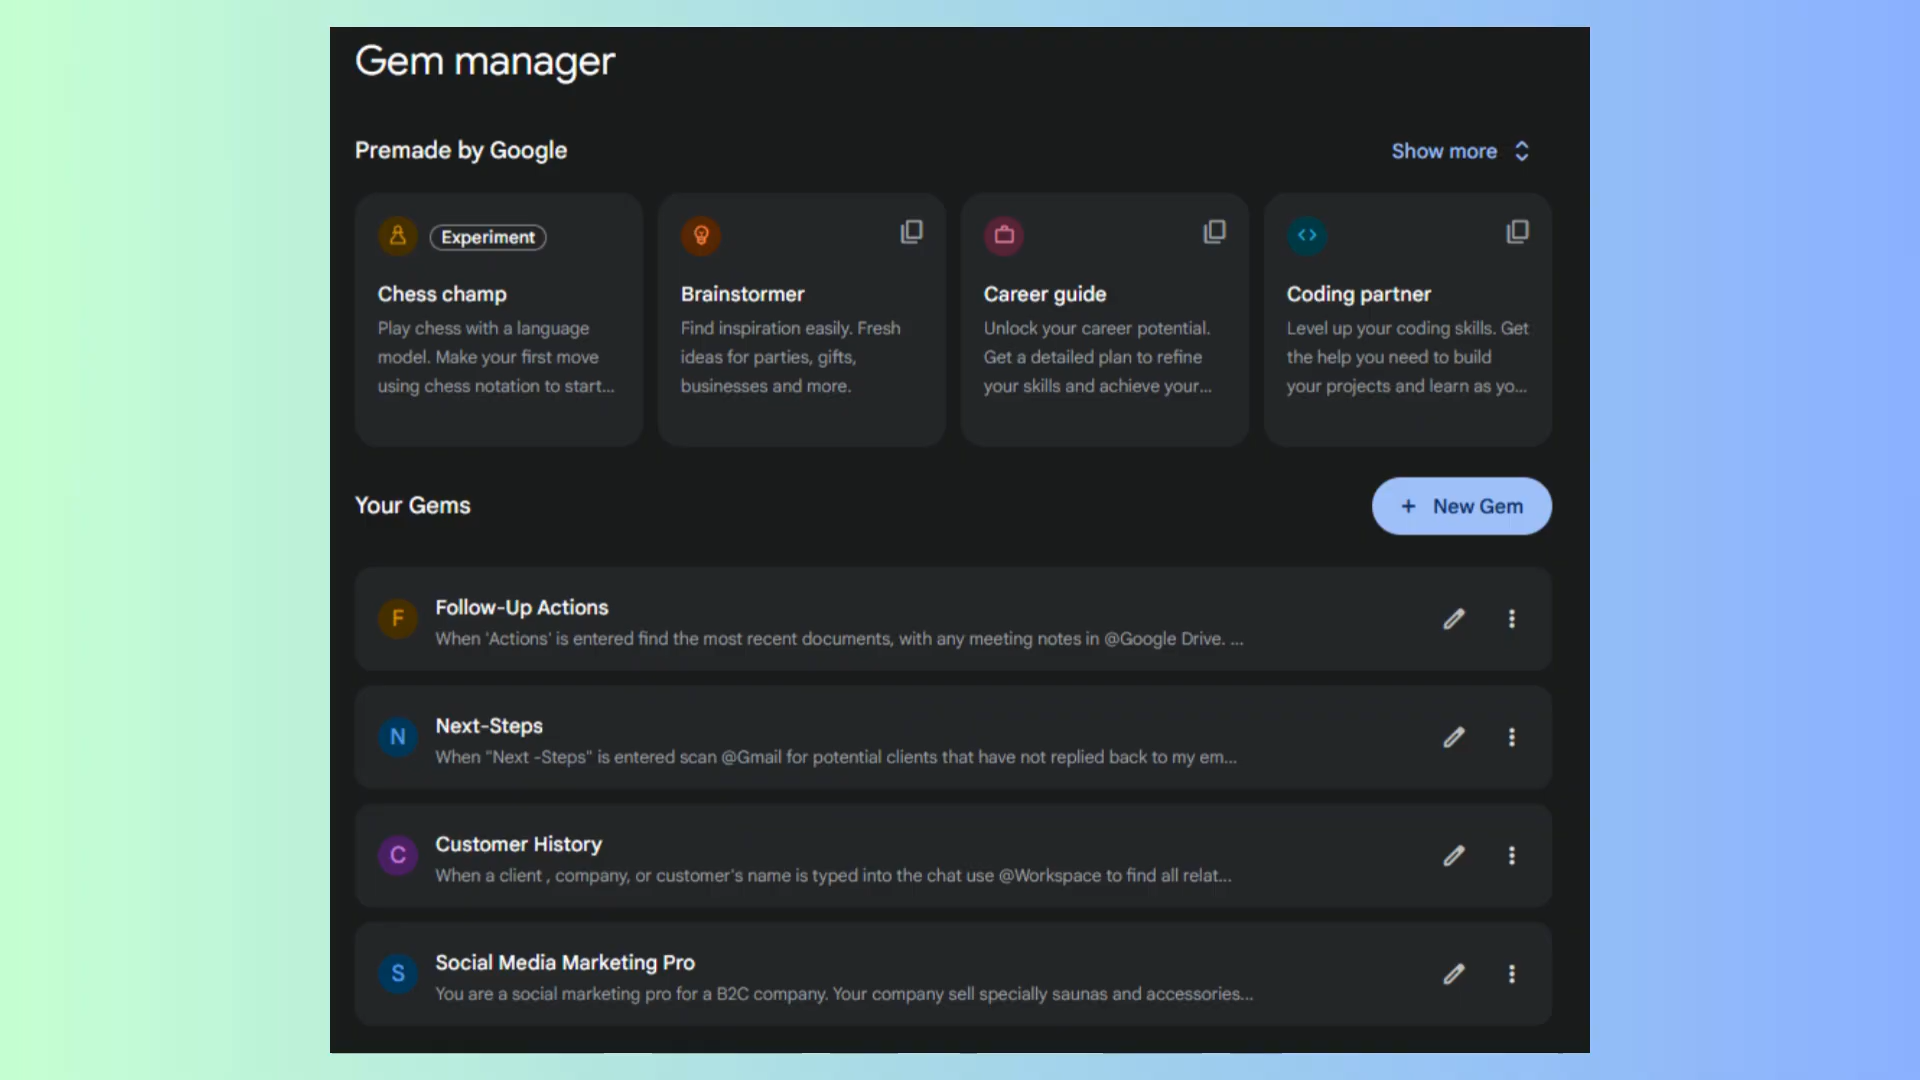 Gem manager
Premade by Google
Show more
Experiment
Chess champ
Play chess with a language
model. Make your first move
using chess notation to start...
Brainstormer
Find inspiration easily. Fresh
ideas for parties, gifts,
businesses and more.
Career guide
Unlock your career potential.
Get a detailed plan to refine
your skills and achieve your...
Coding partner
Level up your coding skills. Get
the help you need to build
your projects and learn as yo...
Your Gems
+ New Gem
F
Follow-Up Actions
When 'Actions' is entered find the most recent documents, with any meeting notes in @Google Drive. ...
N
Next-Steps
When "Next -Steps" is entered scan @Gmail for potential clients that have not replied back to my em...
C
Customer History
When a client , company, or customer's name is typed into the chat use @Workspace to find all relat...
S
Social Media Marketing Pro
You are a social marketing pro for a B2C company. Your company sell specially saunas and accessories...